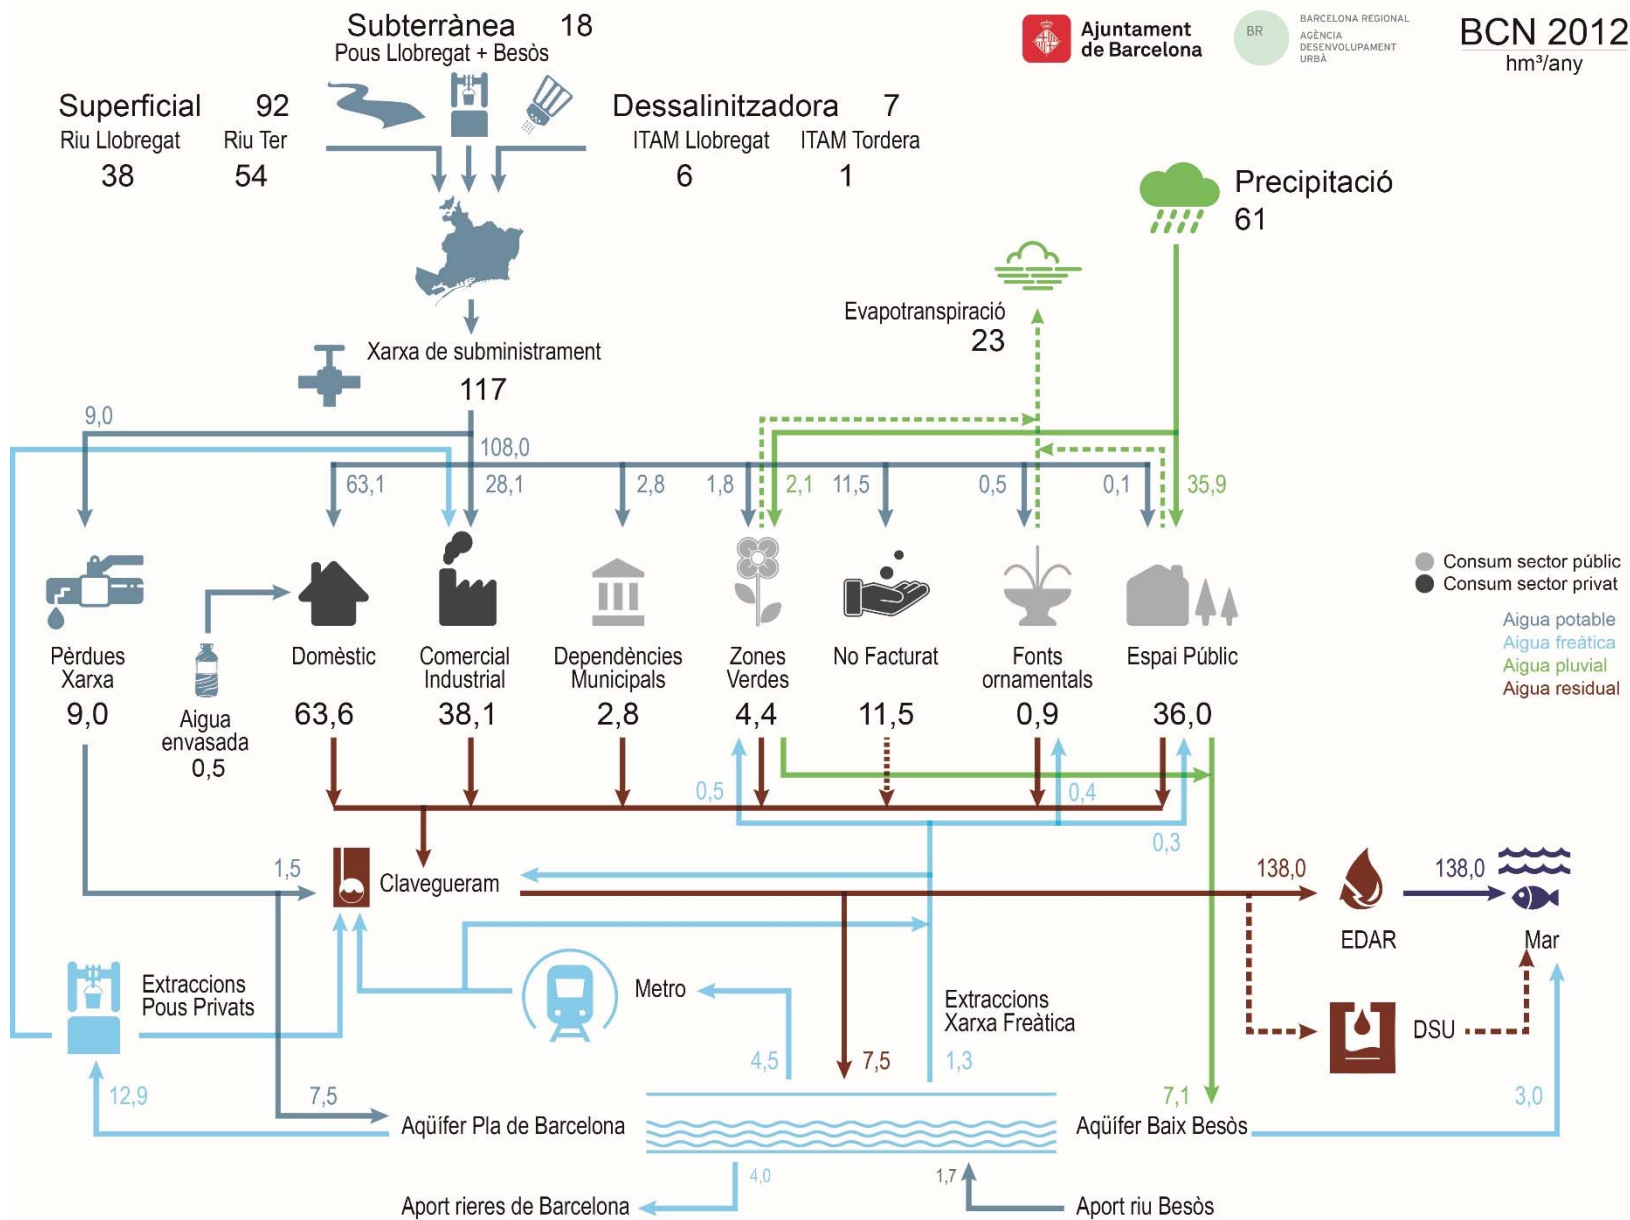 Subterrànea 18
Pous Llobregat + Besòs
Superficial 92
Riu Llobregat Riu Ter
38 54
Dessalinitzadora 7
ITAM Llobregat ITAM Tordera
6 1
Ajuntament
de Barcelona
BR
BARCELONA REGIONAL
AGÈNCIA
DESENVOLUPAMENT
URBÀ
BCN 2012
hm³/any
Precipitació
61
Evapotranspiració
23
Xarxa de subministrament
117
9,0
108,0
63,1
28,1
2,8
1,8
2,1
11,5
0,5
0,1
35,9
Consum sector públic
Consum sector privat
Aigua potable
Aigua freàtica
Aigua pluvial
Aigua residual
Pèrdues
Xarxa
9,0
Aigua
envasada
0,5
Domèstic
63,6
Comercial
Industrial
38,1
Dependències
Municipals
2,8
Zones
Verdes
4,4
No Facturat
11,5
Fonts
ornamentals
0,9
Espai Públic
36,0
0,5
0,4
0,3
1,5
Clavegueram
138,0
138,0
EDAR
Mar
Extraccions
Pous Privats
Metro
Extraccions
Xarxa Freàtica
DSU
12,9
7,5
4,5
7,5
1,3
7,1
3,0
Aqüífer Pla de Barcelona
Aqüífer Baix Besòs
4,0
1,7
Aport rieres de Barcelona
Aport riu Besòs